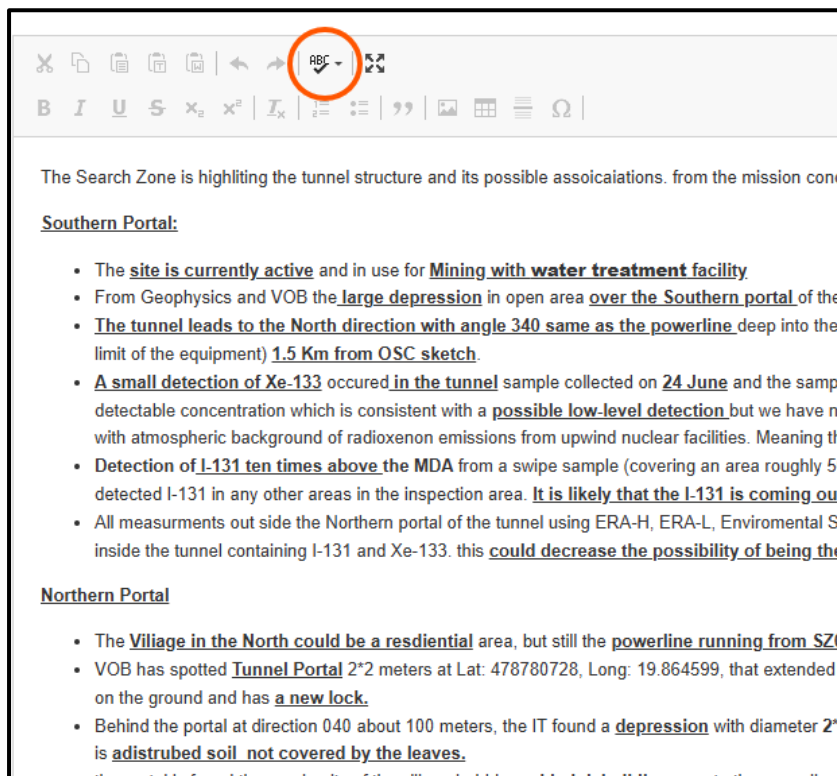 ABC
B I U S x₂ x² Iₓ Ω
The Search Zone is highliting the tunnel structure and its possible assoicaiations. from the mission con
Southern Portal:
• The site is currently active and in use for Mining with water treatment facility
• From Geophysics and VOB the large depression in open area over the Southern portal of the
• The tunnel leads to the North direction with angle 340 same as the powerline deep into the
limit of the equipment) 1.5 Km from OSC sketch.
• A small detection of Xe-133 occured in the tunnel sample collected on 24 June and the samp
detectable concentration which is consistent with a possible low-level detection but we have n
with atmospheric background of radioxenon emissions from upwind nuclear facilities. Meaning th
• Detection of I-131 ten times above the MDA from a swipe sample (covering an area roughly 5
detected I-131 in any other areas in the inspection area. It is likely that the I-131 is coming ou
• All measurments out side the Northern portal of the tunnel using ERA-H, ERA-L, Enviromental S
inside the tunnel containing I-131 and Xe-133. this could decrease the possibility of being the
Northern Portal
• The Viliage in the North could be a resdiential area, but still the powerline running from SZ
• VOB has spotted Tunnel Portal 2*2 meters at Lat: 478780728, Long: 19.864599, that extended
on the ground and has a new lock.
• Behind the portal at direction 040 about 100 meters, the IT found a depression with diameter 2*
is adistrubed soil not covered by the leaves.